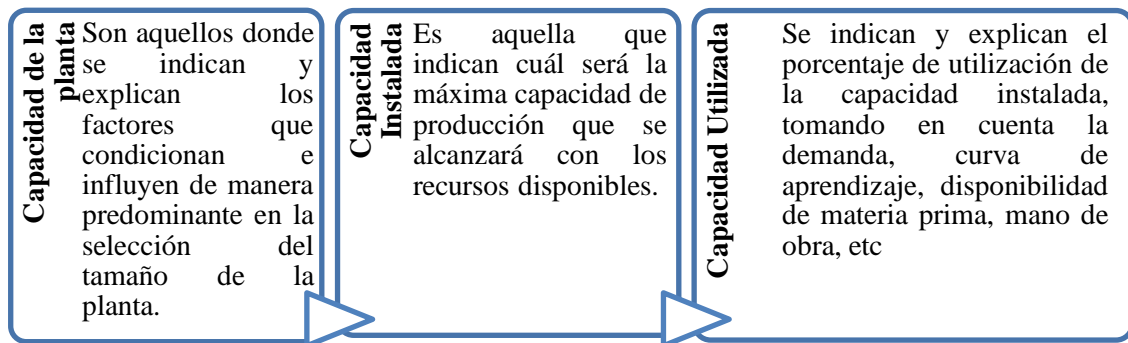 Capacidad de la
planta
Son aquellos donde
se indican y
explican los
factores que
condicionan e
influyen de manera
predominante en la
selección del
tamaño de la
planta.
Capacidad
Instalada
Es aquella que
indican cuál será la
máxima capacidad de
producción que se
alcanzará con los
recursos disponibles.
Capacidad Utilizada
Se indican y explican el
porcentaje de utilización de
la capacidad instalada,
tomando en cuenta la
demanda, curva de
aprendizaje, disponibilidad
de materia prima, mano de
obra, etc